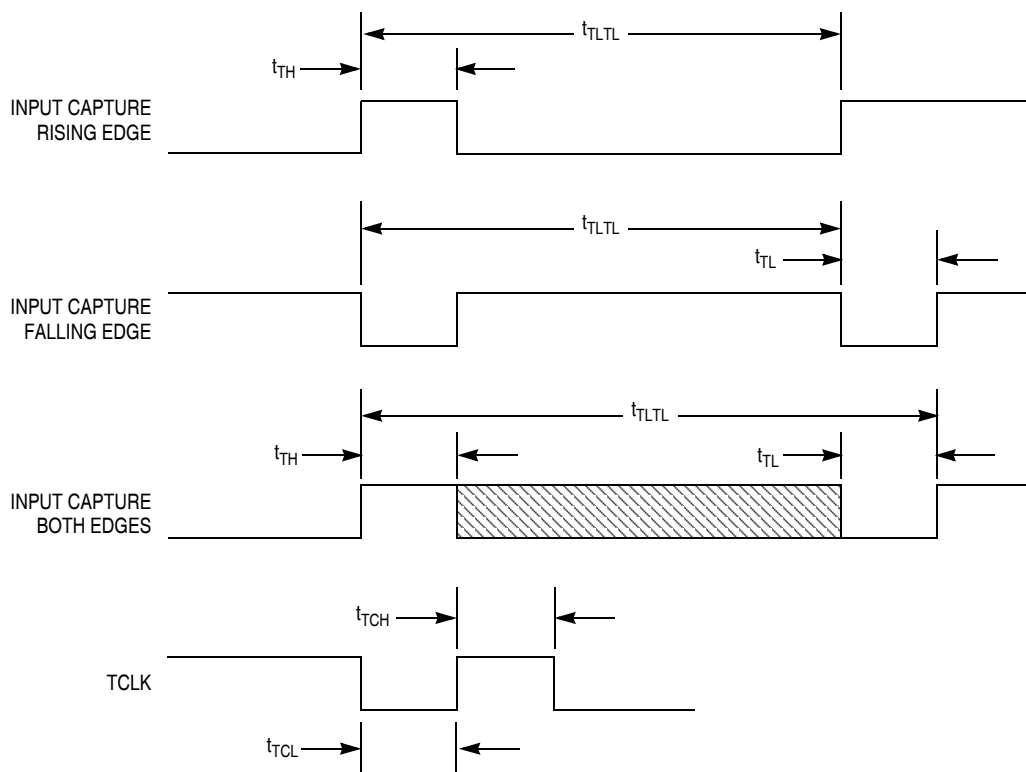 tTLTL
tTH
INPUT CAPTURE
RISING EDGE
tTLTL
tTL
INPUT CAPTURE
FALLING EDGE
tTLTL
tTH
tTL
INPUT CAPTURE
BOTH EDGES
tTCH
TCLK
tTCL